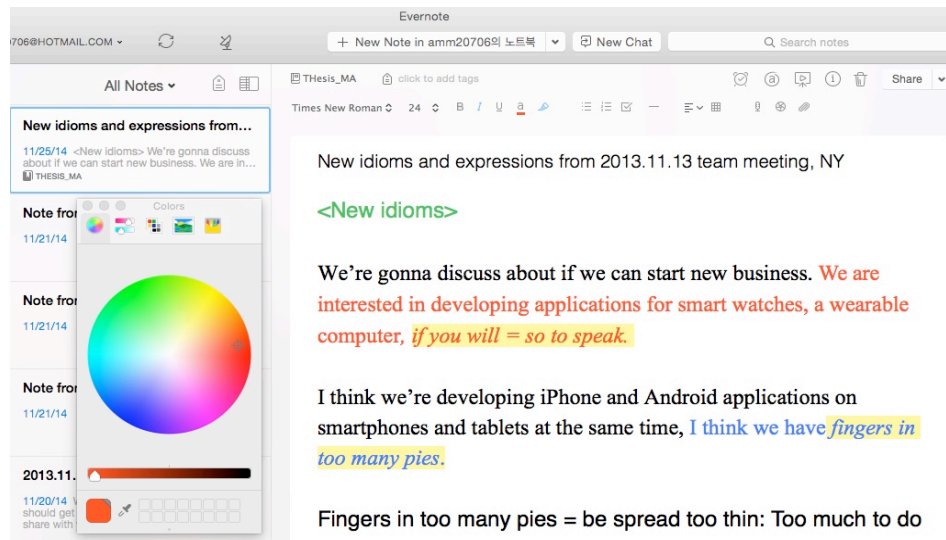 Evernote
0706@HOTMAIL.COM
+ New Note in amm20706의 노트북
New Chat
Search notes
All Notes
THesis_MA
click to add tags
Share
Times New Roman
24
B I U a
New idioms and expressions from...
11/25/14 <New idioms> We're gonna discuss
about if we can start new business. We are in...
THESIS_MA
Note fro
11/21/14
Note fro
11/21/14
Note fro
11/21/14
2013.11.
11/20/14
should get
share with
Colors
New idioms and expressions from 2013.11.13 team meeting, NY
<New idioms>
We're gonna discuss about if we can start new business. We are
interested in developing applications for smart watches, a wearable
computer, if you will = so to speak.
I think we're developing iPhone and Android applications on
smartphones and tablets at the same time, I think we have fingers in
too many pies.
Fingers in too many pies = be spread too thin: Too much to do